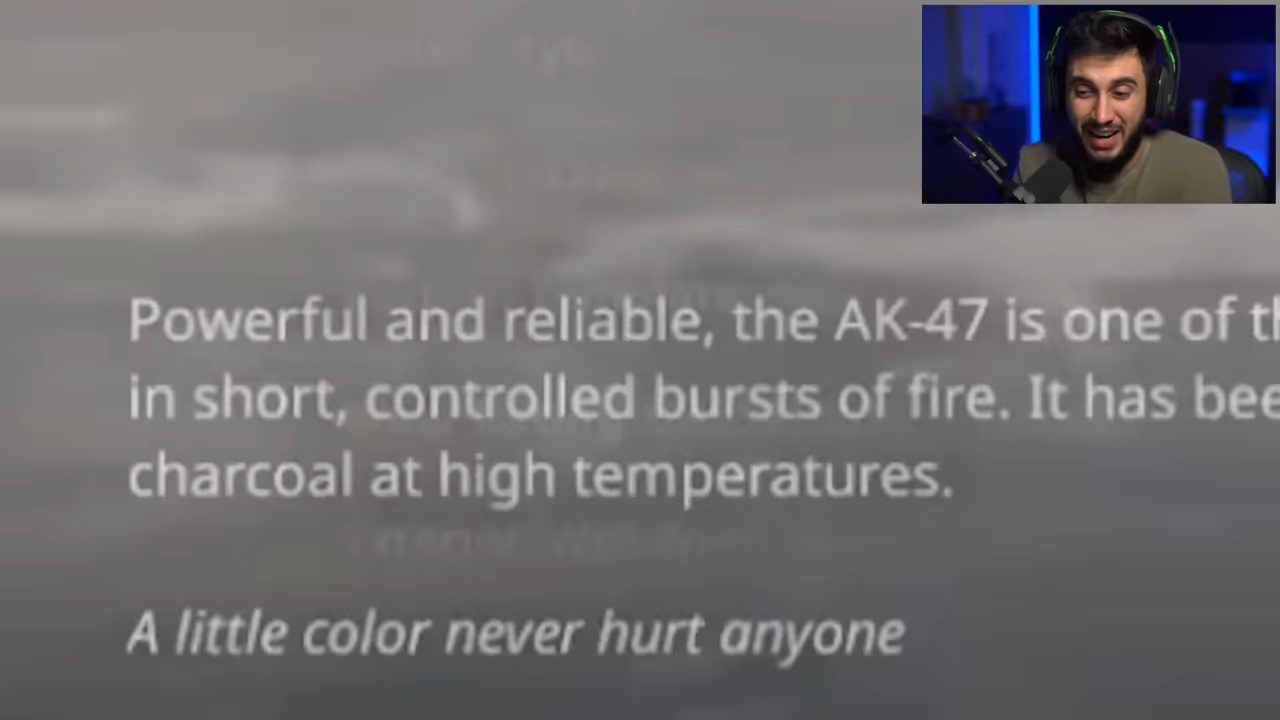 Powerful and reliable, the AK-47 is one of
in short, controlled bursts of fire. It has
charcoal at high temperatures.
A little color never hurt anyone